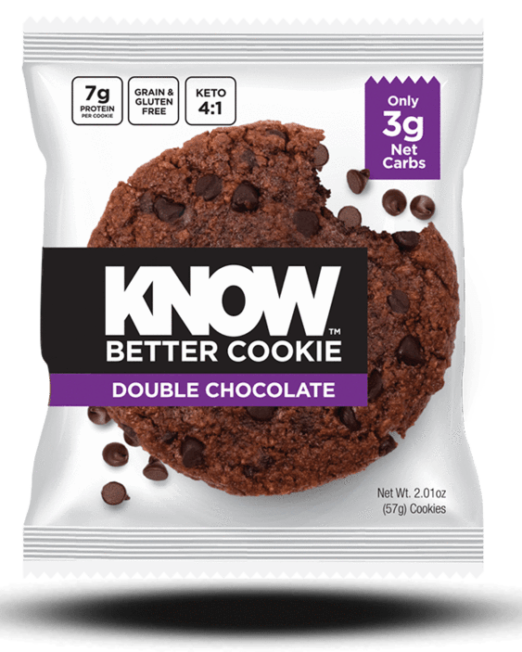 7g
PROTEIN
PER COOKIE
GRAIN &
GLUTEN
FREE
KETO
4:1
Only
3g
Net
Carbs
KNOW™
BETTER COOKIE
DOUBLE CHOCOLATE
Net Wt. 2.01oz
(57g) Cookies